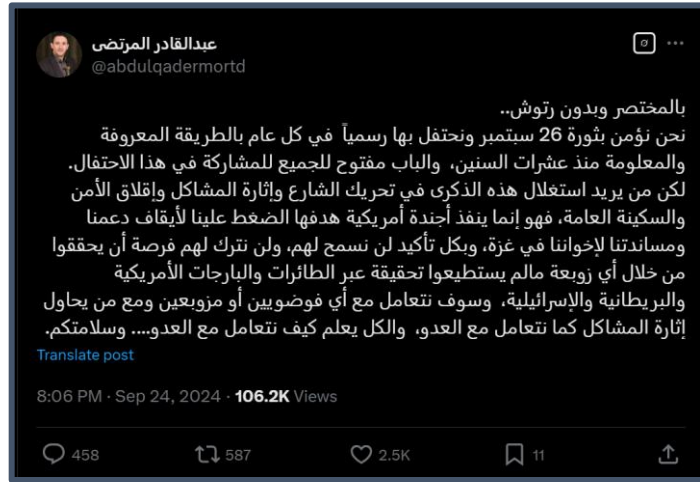 عبدالقادر المرتضى
@abdulqadermortd
بالمختصر وبدون رتوش..
نحن نؤمن بثورة 26 سبتمبر ونحتفل بها رسمياً في كل عام بالطريقة المعروفة
والمعلومة منذ عشرات السنين، والباب مفتوح للجميع للمشاركة في هذا الاحتفال.
لكن من يريد استغلال هذه الذكرى في تحريك الشارع وإثارة المشاكل وإقلاق الأمن
والسكينة العامة، فهو إنما ينفذ أجندة أمريكية هدفها الضغط علينا لأيقاف دعمنا
ومساندتنا لإخواننا في غزة، وبكل تأكيد لن نسمح لهم، ولن نترك لهم فرصة أن يحققوا
من خلال أي زوبعة مالم يستطيعوا تحقيقة عبر الطائرات والبارجات الأمريكية
والبريطانية والإسرائيلية، وسوف نتعامل مع أي فوضويين أو مزوبعين ومع من يحاول
إثارة المشاكل كما نتعامل مع العدو، والكل يعلم كيف نتعامل مع العدو.... وسلامتكم.
Translate post
8:06 PM · Sep 24, 2024 · 106.2K Views
458 587 2.5K 11